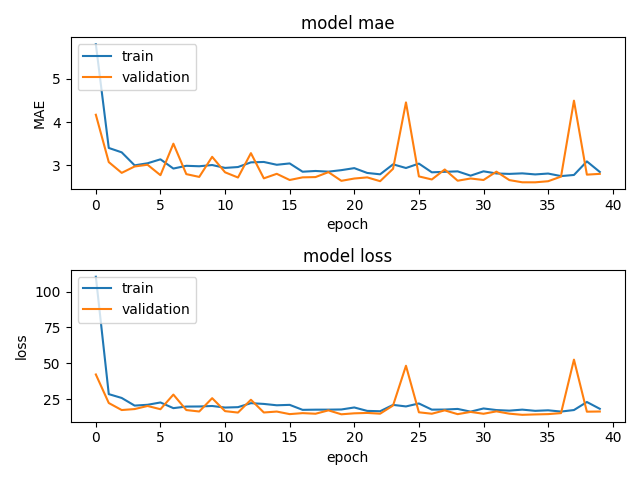 model mae
train
validation
MAE
5
4
3
0 5 10 15 20 25 30 35 40
epoch
model loss
train
validation
loss
100
75
50
25
0 5 10 15 20 25 30 35 40
epoch